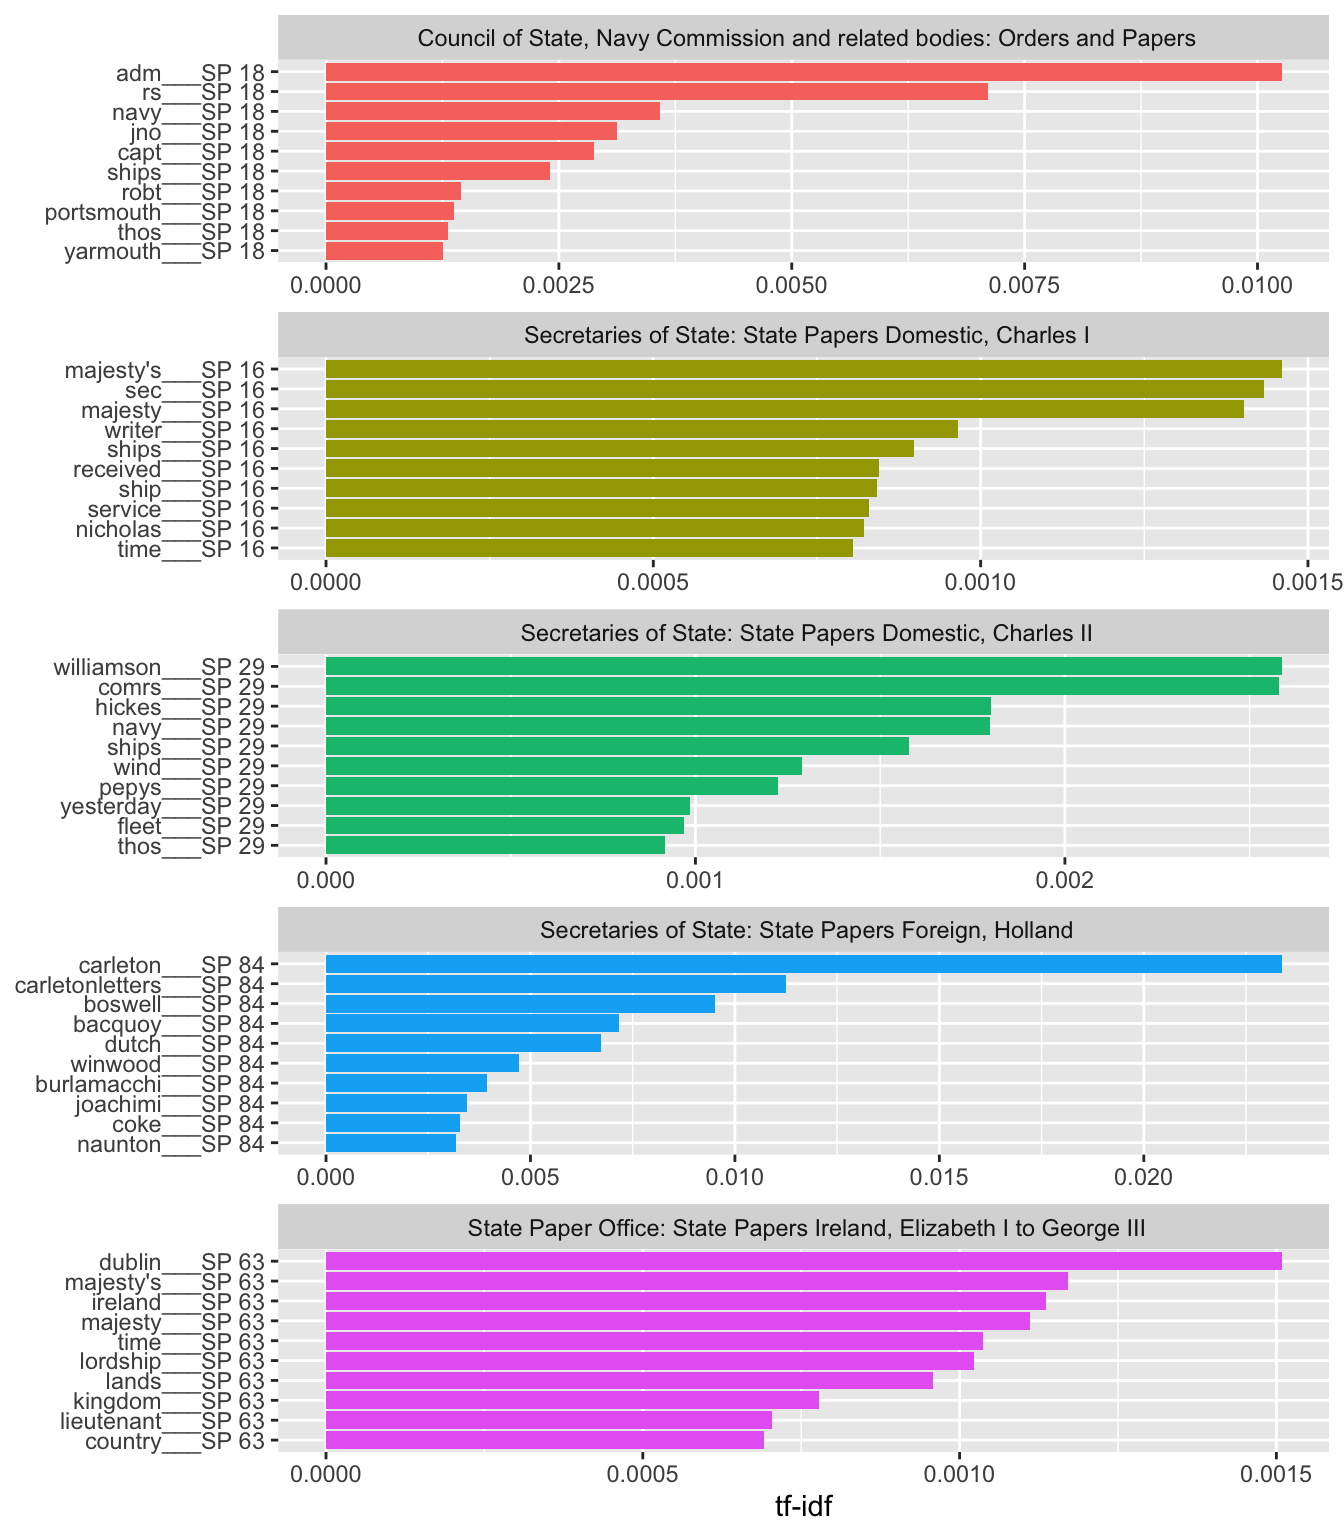 Council of State, Navy Commission and related bodies: Orders and Papers
adm___SP 18
rs___SP 18
navy___SP 18
jno___SP 18
capt___SP 18
ships___SP 18
robt___SP 18
portsmouth___SP 18
thos___SP 18
yarmouth___SP 18
0.0000 0.0025 0.0050 0.0075 0.0100
Secretaries of State: State Papers Domestic, Charles I
majesty's___SP 16
sec___SP 16
majesty___SP 16
writer___SP 16
ships___SP 16
received___SP 16
ship___SP 16
service___SP 16
nicholas___SP 16
time___SP 16
0.0000 0.0005 0.0010 0.0015
Secretaries of State: State Papers Domestic, Charles II
williamson___SP 29
comrs___SP 29
hickes___SP 29
navy___SP 29
ships___SP 29
wind___SP 29
pepys___SP 29
yesterday___SP 29
fleet___SP 29
thos___SP 29
0.000 0.001 0.002
Secretaries of State: State Papers Foreign, Holland
carleton___SP 84
carletonletters___SP 84
boswell___SP 84
bacquoy___SP 84
dutch___SP 84
winwood___SP 84
burlamacchi___SP 84
joachimi___SP 84
coke___SP 84
naunton___SP 84
0.000 0.005 0.010 0.015 0.020
State Paper Office: State Papers Ireland, Elizabeth I to George III
dublin___SP 63
majesty's___SP 63
ireland___SP 63
majesty___SP 63
time___SP 63
lordship___SP 63
lands___SP 63
kingdom___SP 63
lieutenant___SP 63
country___SP 63
0.0000 0.0005 0.0010 0.0015
tf-idf